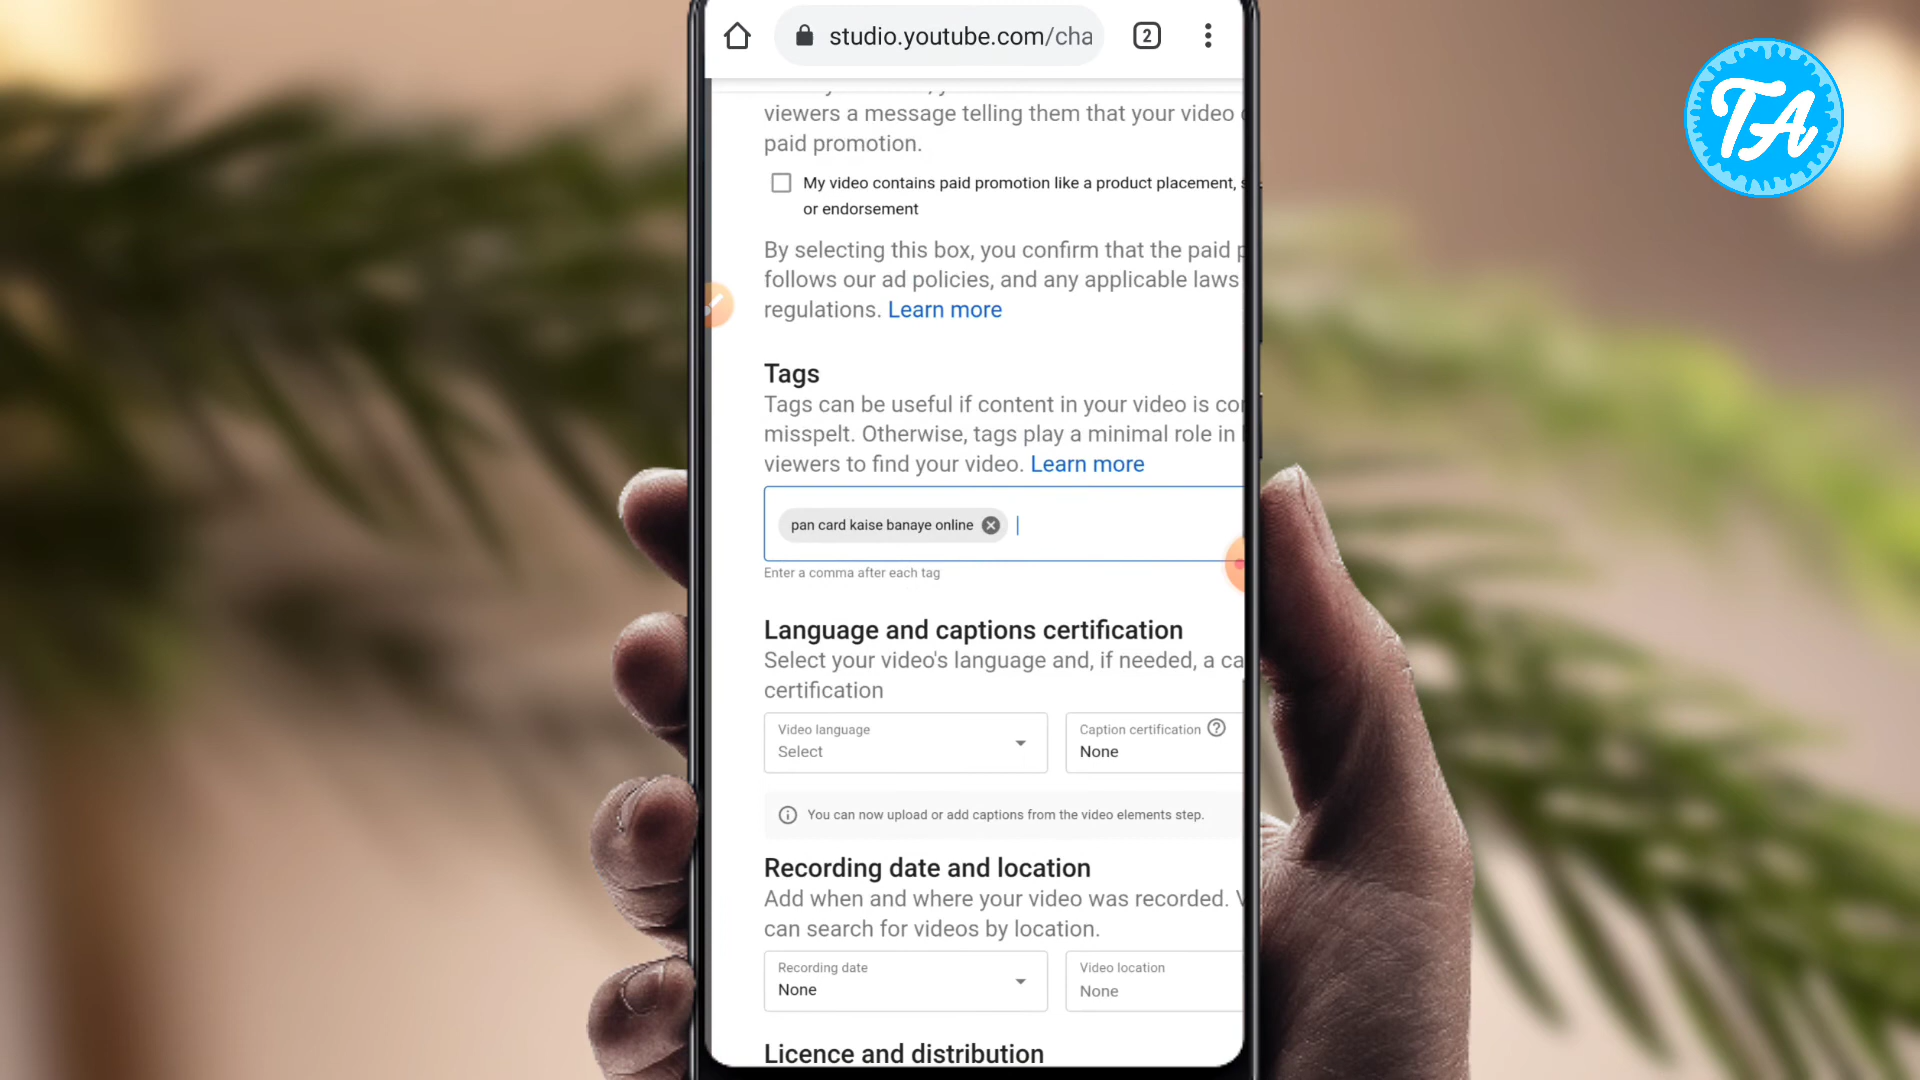 studio.youtube.com/cha
2
TA
viewers a message telling them that your video
paid promotion.
My video contains paid promotion like a product placement,
or endorsement
By selecting this box, you confirm that the paid
follows our ad policies, and any applicable laws
regulations. Learn more
Tags
Tags can be useful if content in your video is
misspelt. Otherwise, tags play a minimal role in
viewers to find your video. Learn more
pan card kaise banaye online
Enter a comma after each tag
Language and captions certification
Select your video's language and, if needed, a ca
certification
Video language
Select
Caption certification
None
You can now upload or add captions from the video elements step.
Recording date and location
Add when and where your video was recorded.
can search for videos by location.
Recording date
None
Video location
None
Licence and distribution